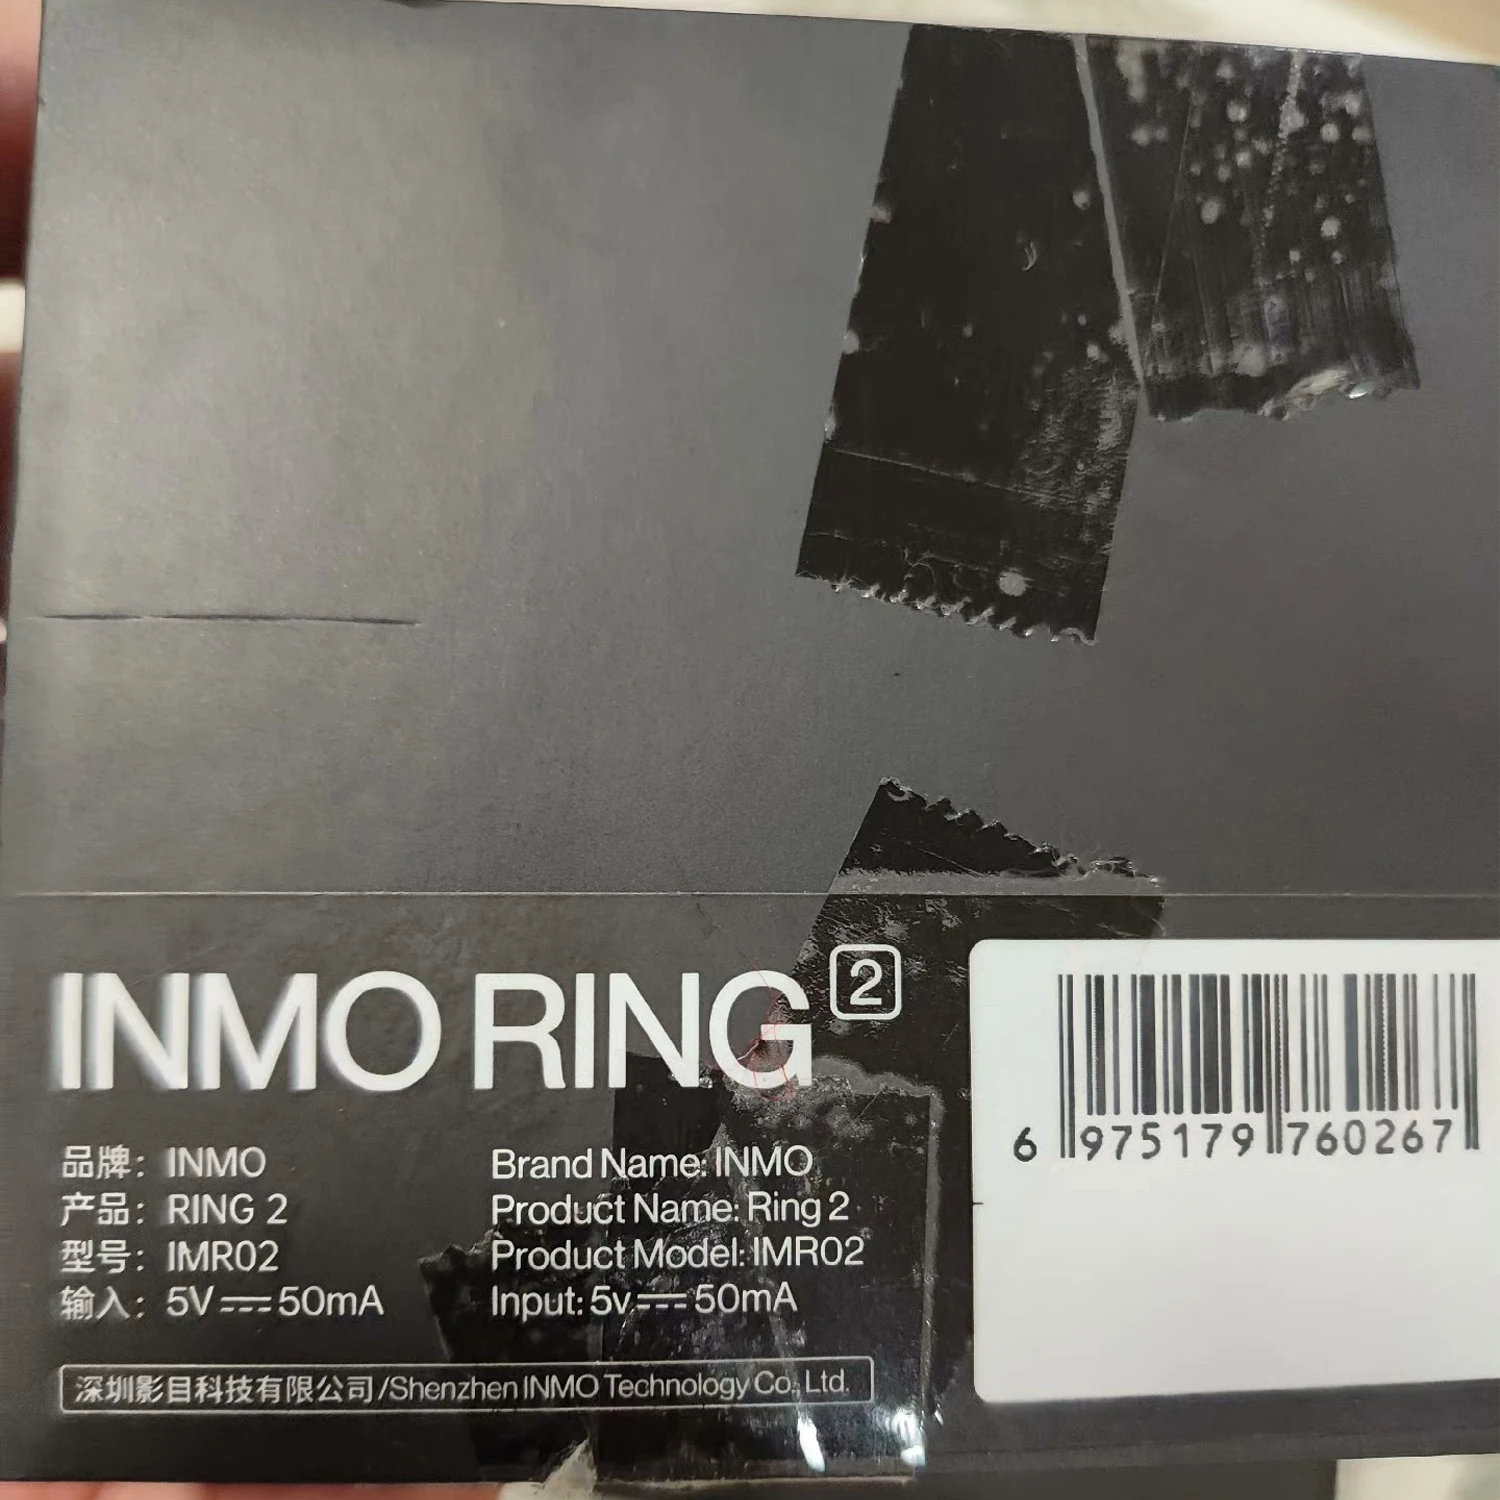 INMO RING 2
品牌： INMO
产品： RING 2
型号： IMR02
输入： 5V⎓50mA
Brand Name: INMO
Product Name: Ring 2
Product Model: IMR02
Input: 5v⎓50mA
深圳影目科技有限公司/Shenzhen INMO Technology Co., Ltd.
6 975179 760267